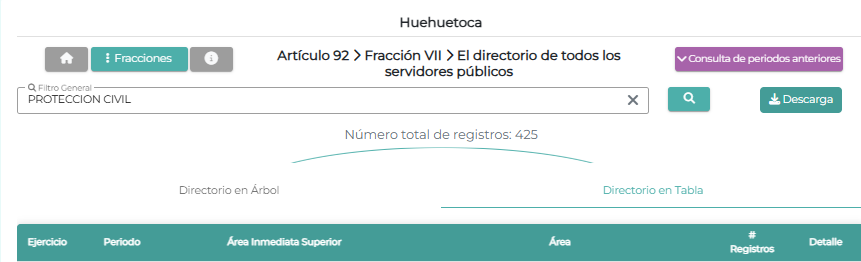 Huehuetoca
Fracciones
Artículo 92 > Fracción VII > El directorio de todos los
servidores públicos
Consulta de periodos anteriores
Filtro General
PROTECCION CIVIL
Descarga
Número total de registros: 425
Directorio en Árbol
Directorio en Tabla
Ejercicio Periodo Área Inmediata Superior Área # Registros Detalle